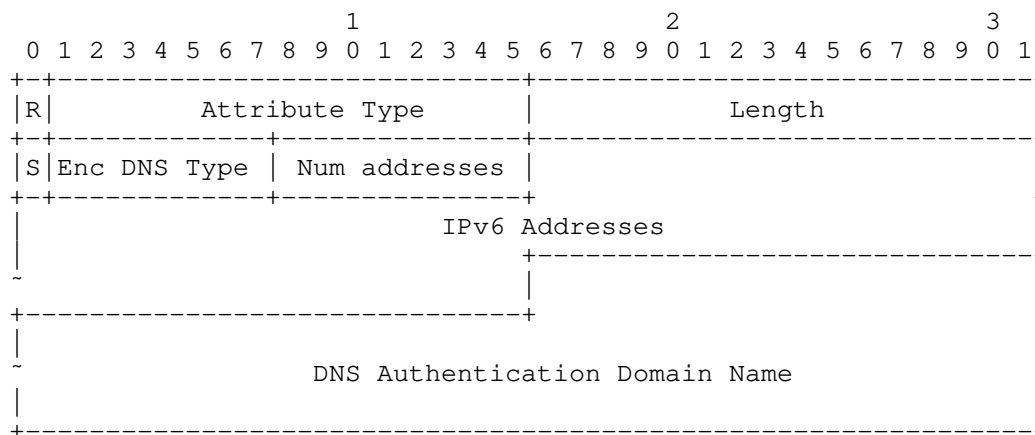 1                   2                   3
 0 1 2 3 4 5 6 7 8 9 0 1 2 3 4 5 6 7 8 9 0 1 2 3 4 5 6 7 8 9 0 1
+-+-----------------------------+-------------------------------
|R|         Attribute Type      |            Length
+-+-------------+---------------+-------------------------------
|S|Enc DNS Type | Num addresses |
+-+-------------+---------------+
|                          IPv6 Addresses
|                               +-------------------------------
~                               |
+-------------------------------+
|
~                  DNS Authentication Domain Name
|
+---------------------------------------------------------------